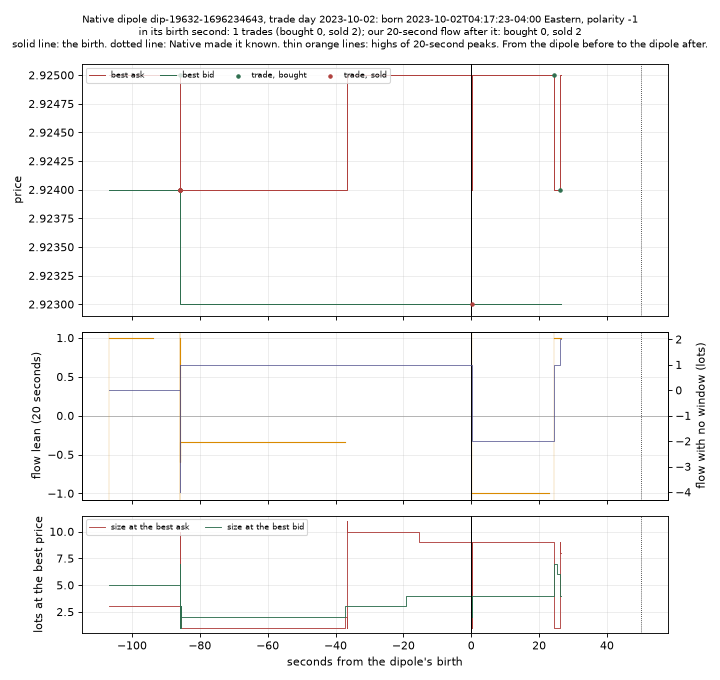 Native dipole dip-19632-1696234643, trade day 2023-10-02: born 2023-10-02T04:17:23-04:00 Eastern, polarity -1
in its birth second: 1 trades (bought 0, sold 2); our 20-second flow after it: bought 0, sold 2
solid line: the birth. dotted line: Native made it known. thin orange lines: highs of 20-second peaks. From the dipole before to the dipole after.
best ask best bid trade, bought trade, sold
2.92500
2.92475
2.92450
2.92425
2.92400
2.92375
2.92350
2.92325
2.92300
price
1.0
0.5
0.0
−0.5
−1.0
flow lean (20 seconds)
2
1
0
−1
−2
−3
−4
flow with no window (lots)
size at the best ask size at the best bid
10.0
7.5
5.0
2.5
lots at the best price
−100 −80 −60 −40 −20 0 20 40
seconds from the dipole's birth